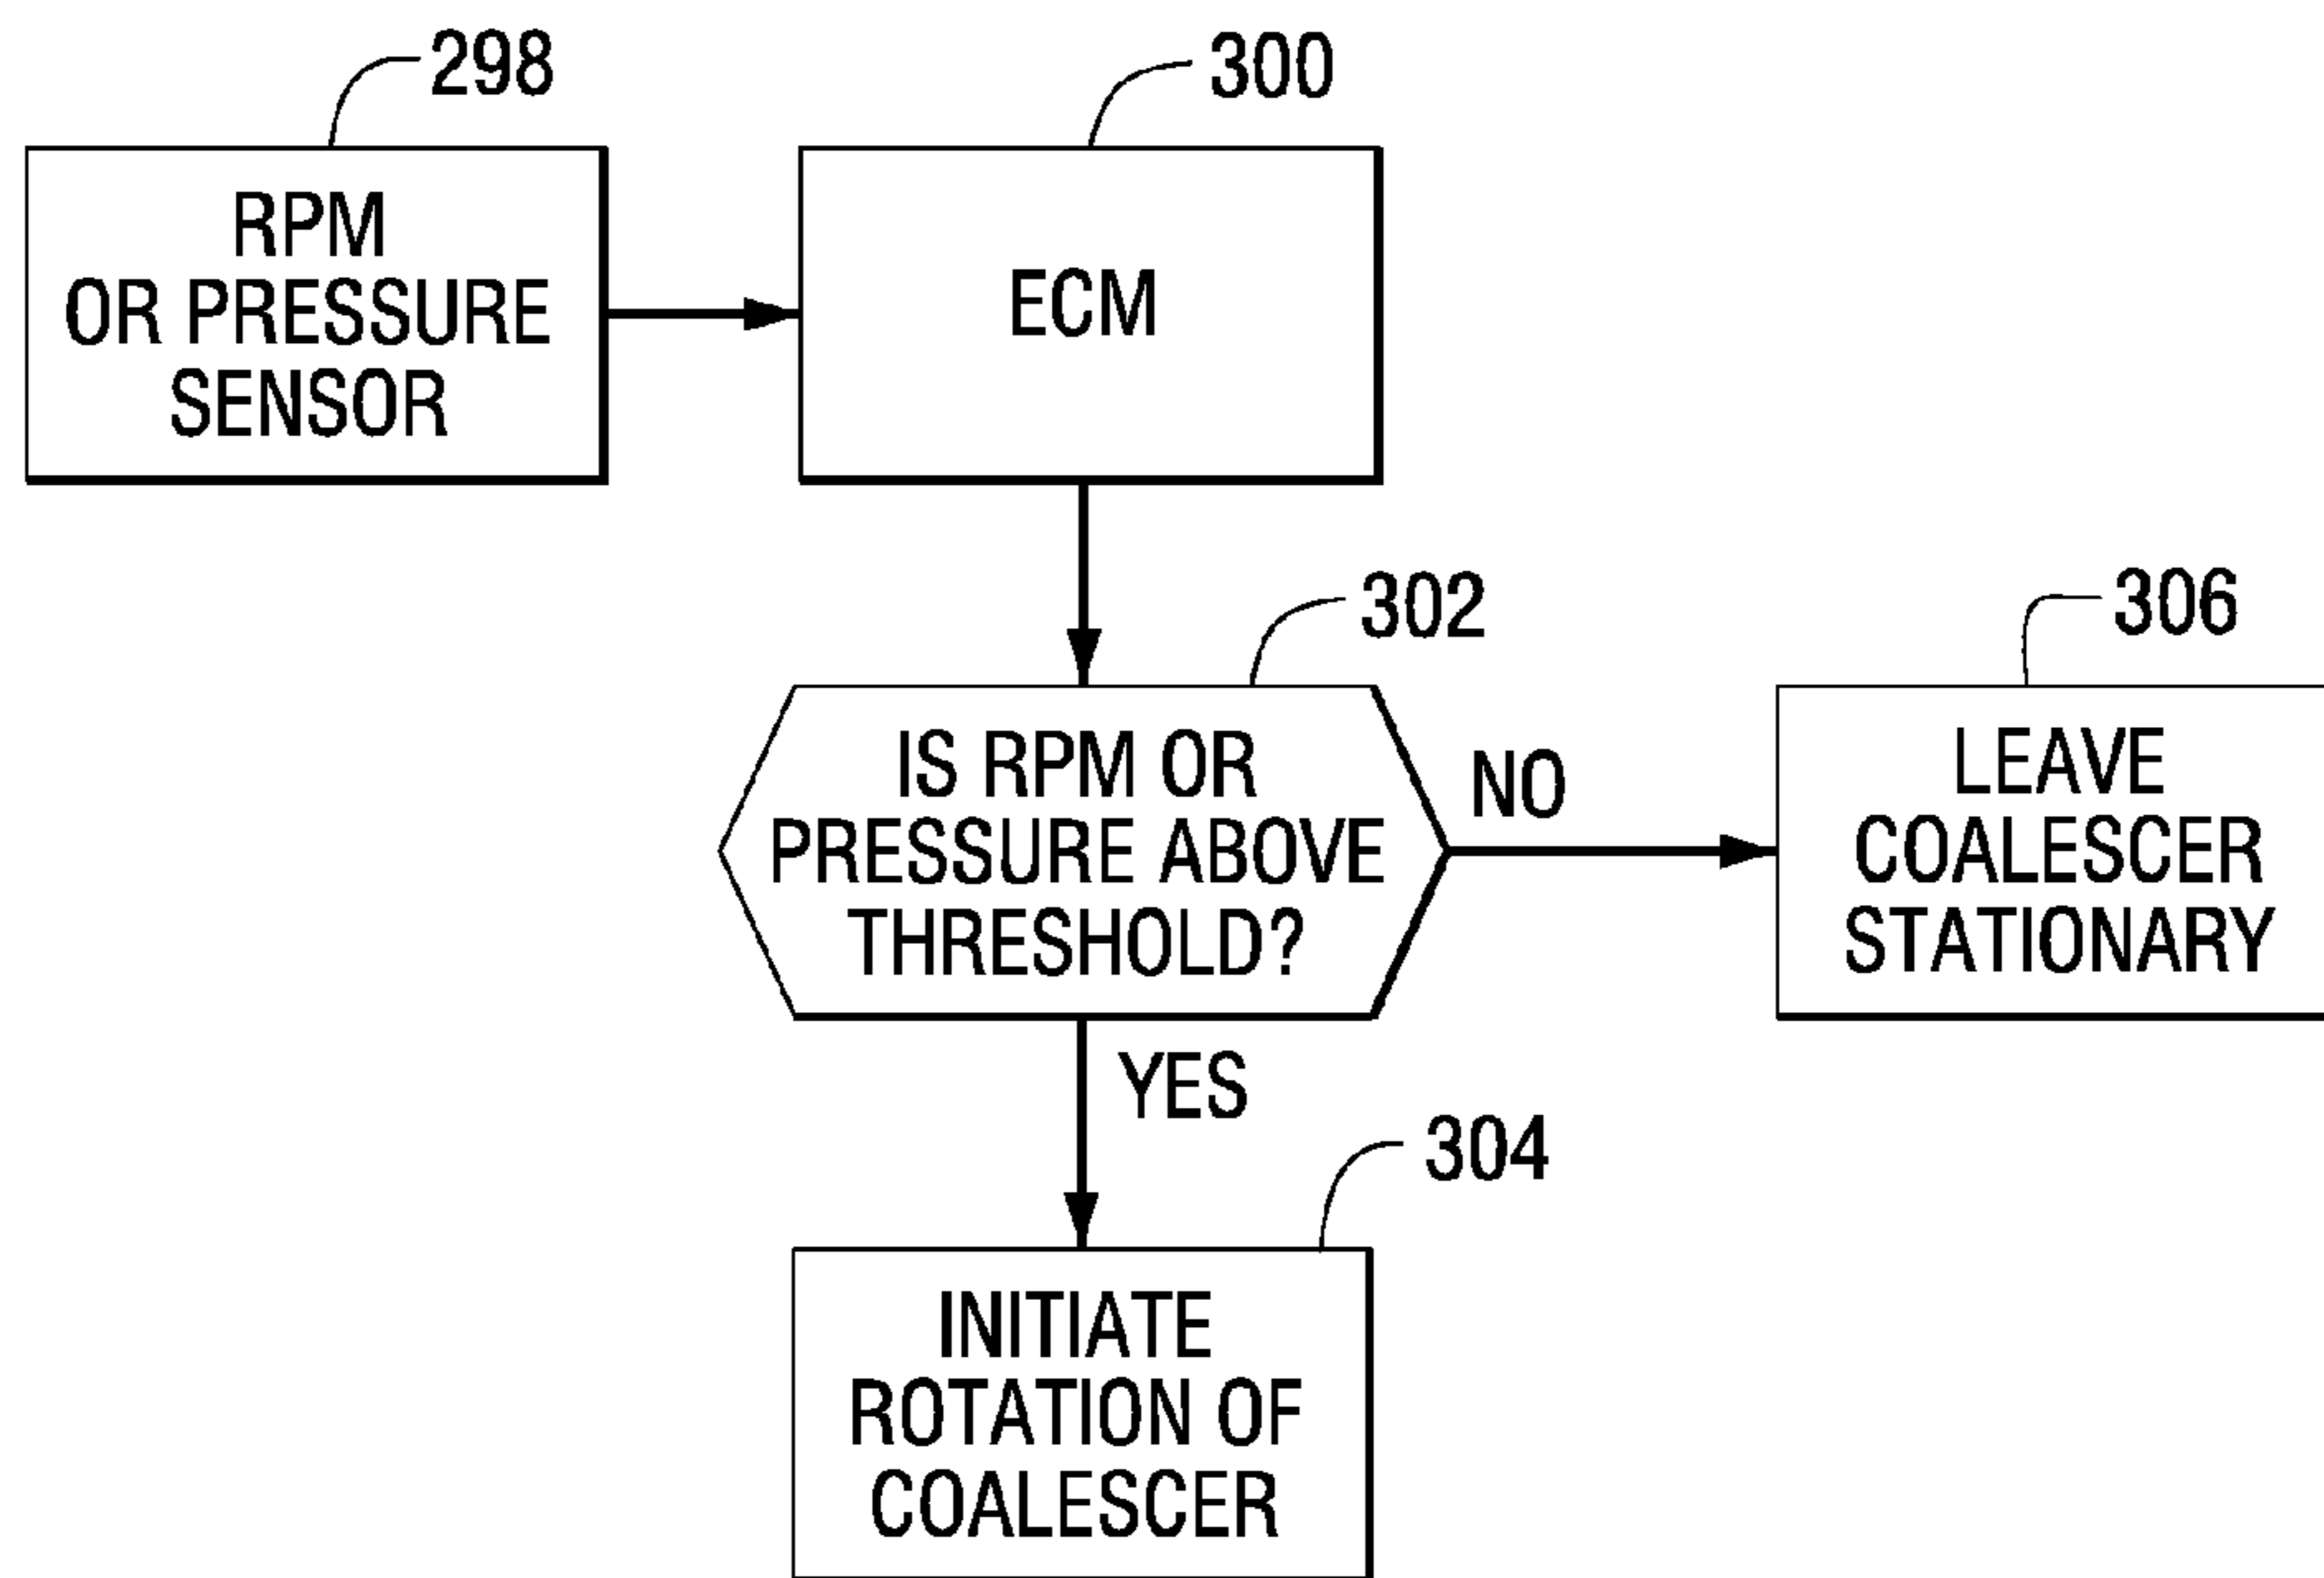 298
300
RPM
OR PRESSURE
SENSOR
ECM
302
306
IS RPM OR
PRESSURE ABOVE
THRESHOLD?
NO
LEAVE
COALESCER
STATIONARY
YES
304
INITIATE
ROTATION OF
COALESCER